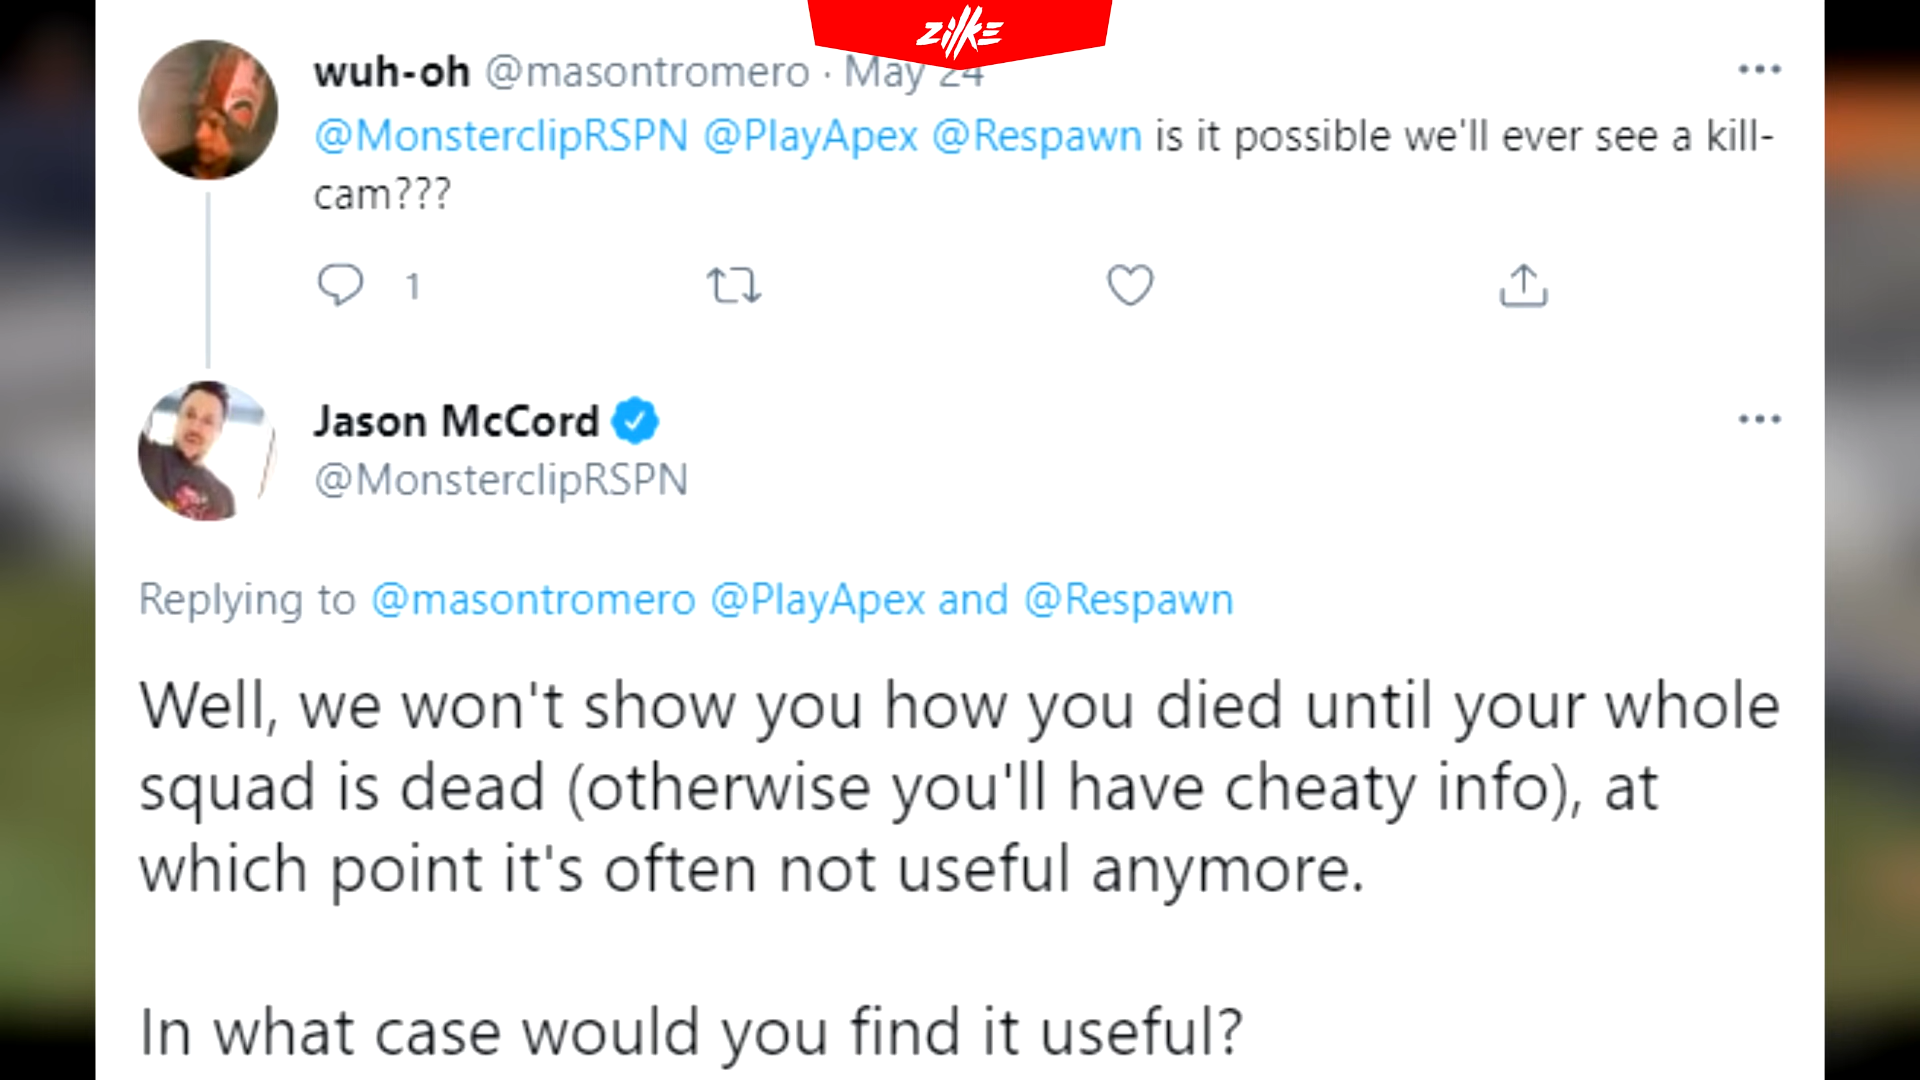 ZilKE
wuh-oh @masontromero · May 24
@MonsterclipRSPN @PlayApex @Respawn is it possible we'll ever see a kill-
cam???
1
Jason McCord
@MonsterclipRSPN
Replying to @masontromero @PlayApex and @Respawn
Well, we won't show you how you died until your whole
squad is dead (otherwise you'll have cheaty info), at
which point it's often not useful anymore.
In what case would you find it useful?